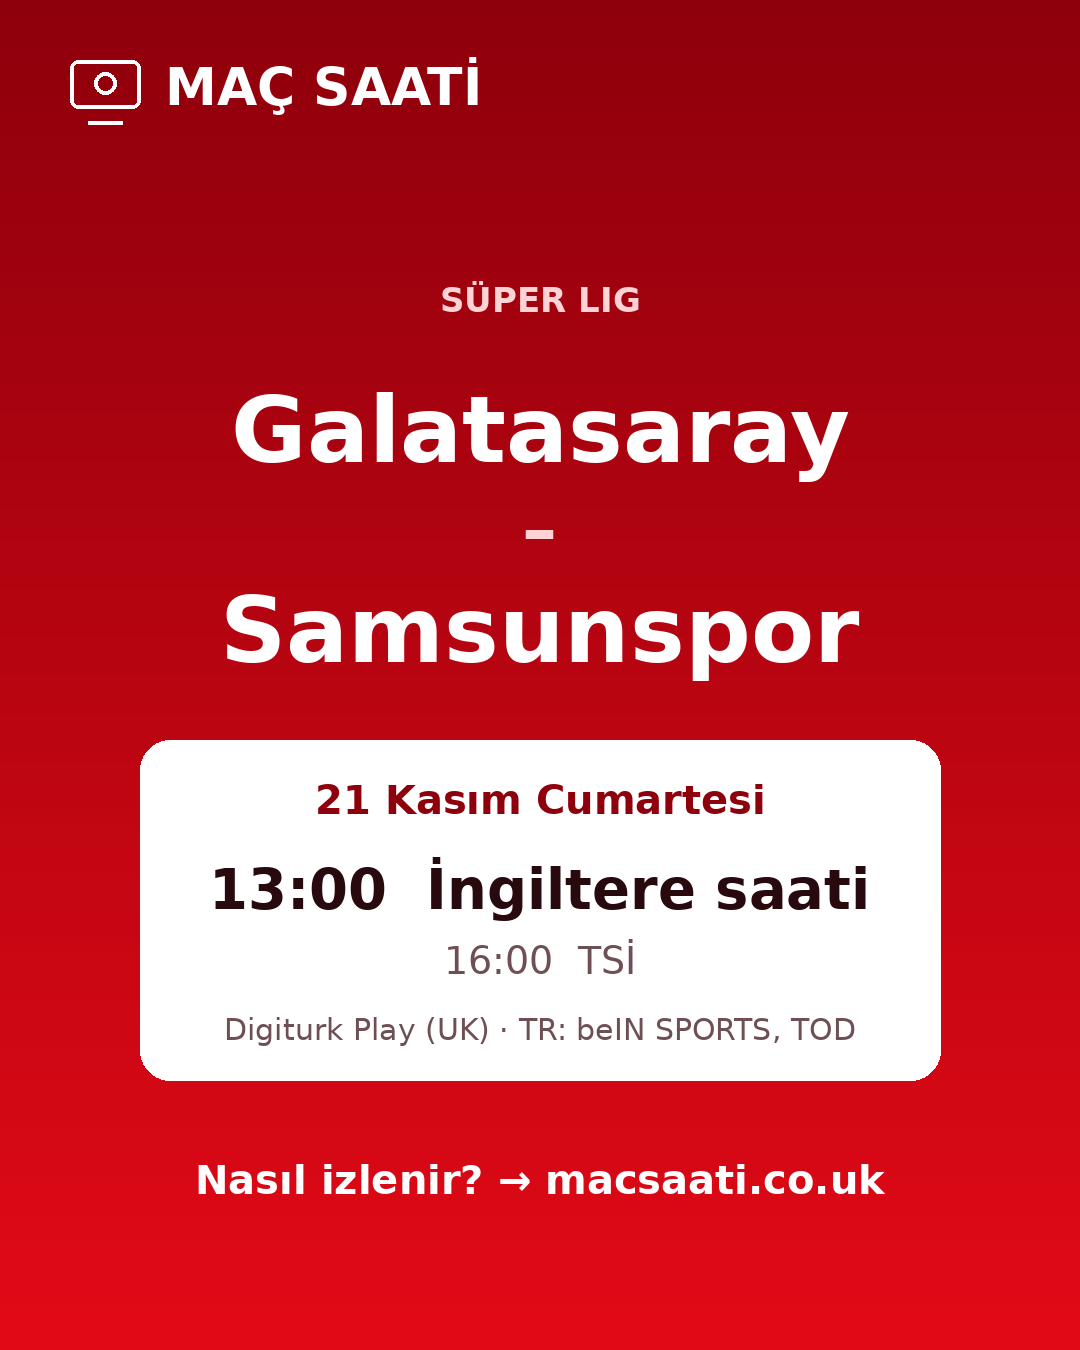 MAÇ SAATİ
SÜPER LIG
Galatasaray
–
Samsunspor
21 Kasım Cumartesi
13:00 İngiltere saati
16:00 TSİ
Digiturk Play (UK) · TR: beIN SPORTS, TOD
Nasıl izlenir? → macsaati.co.uk